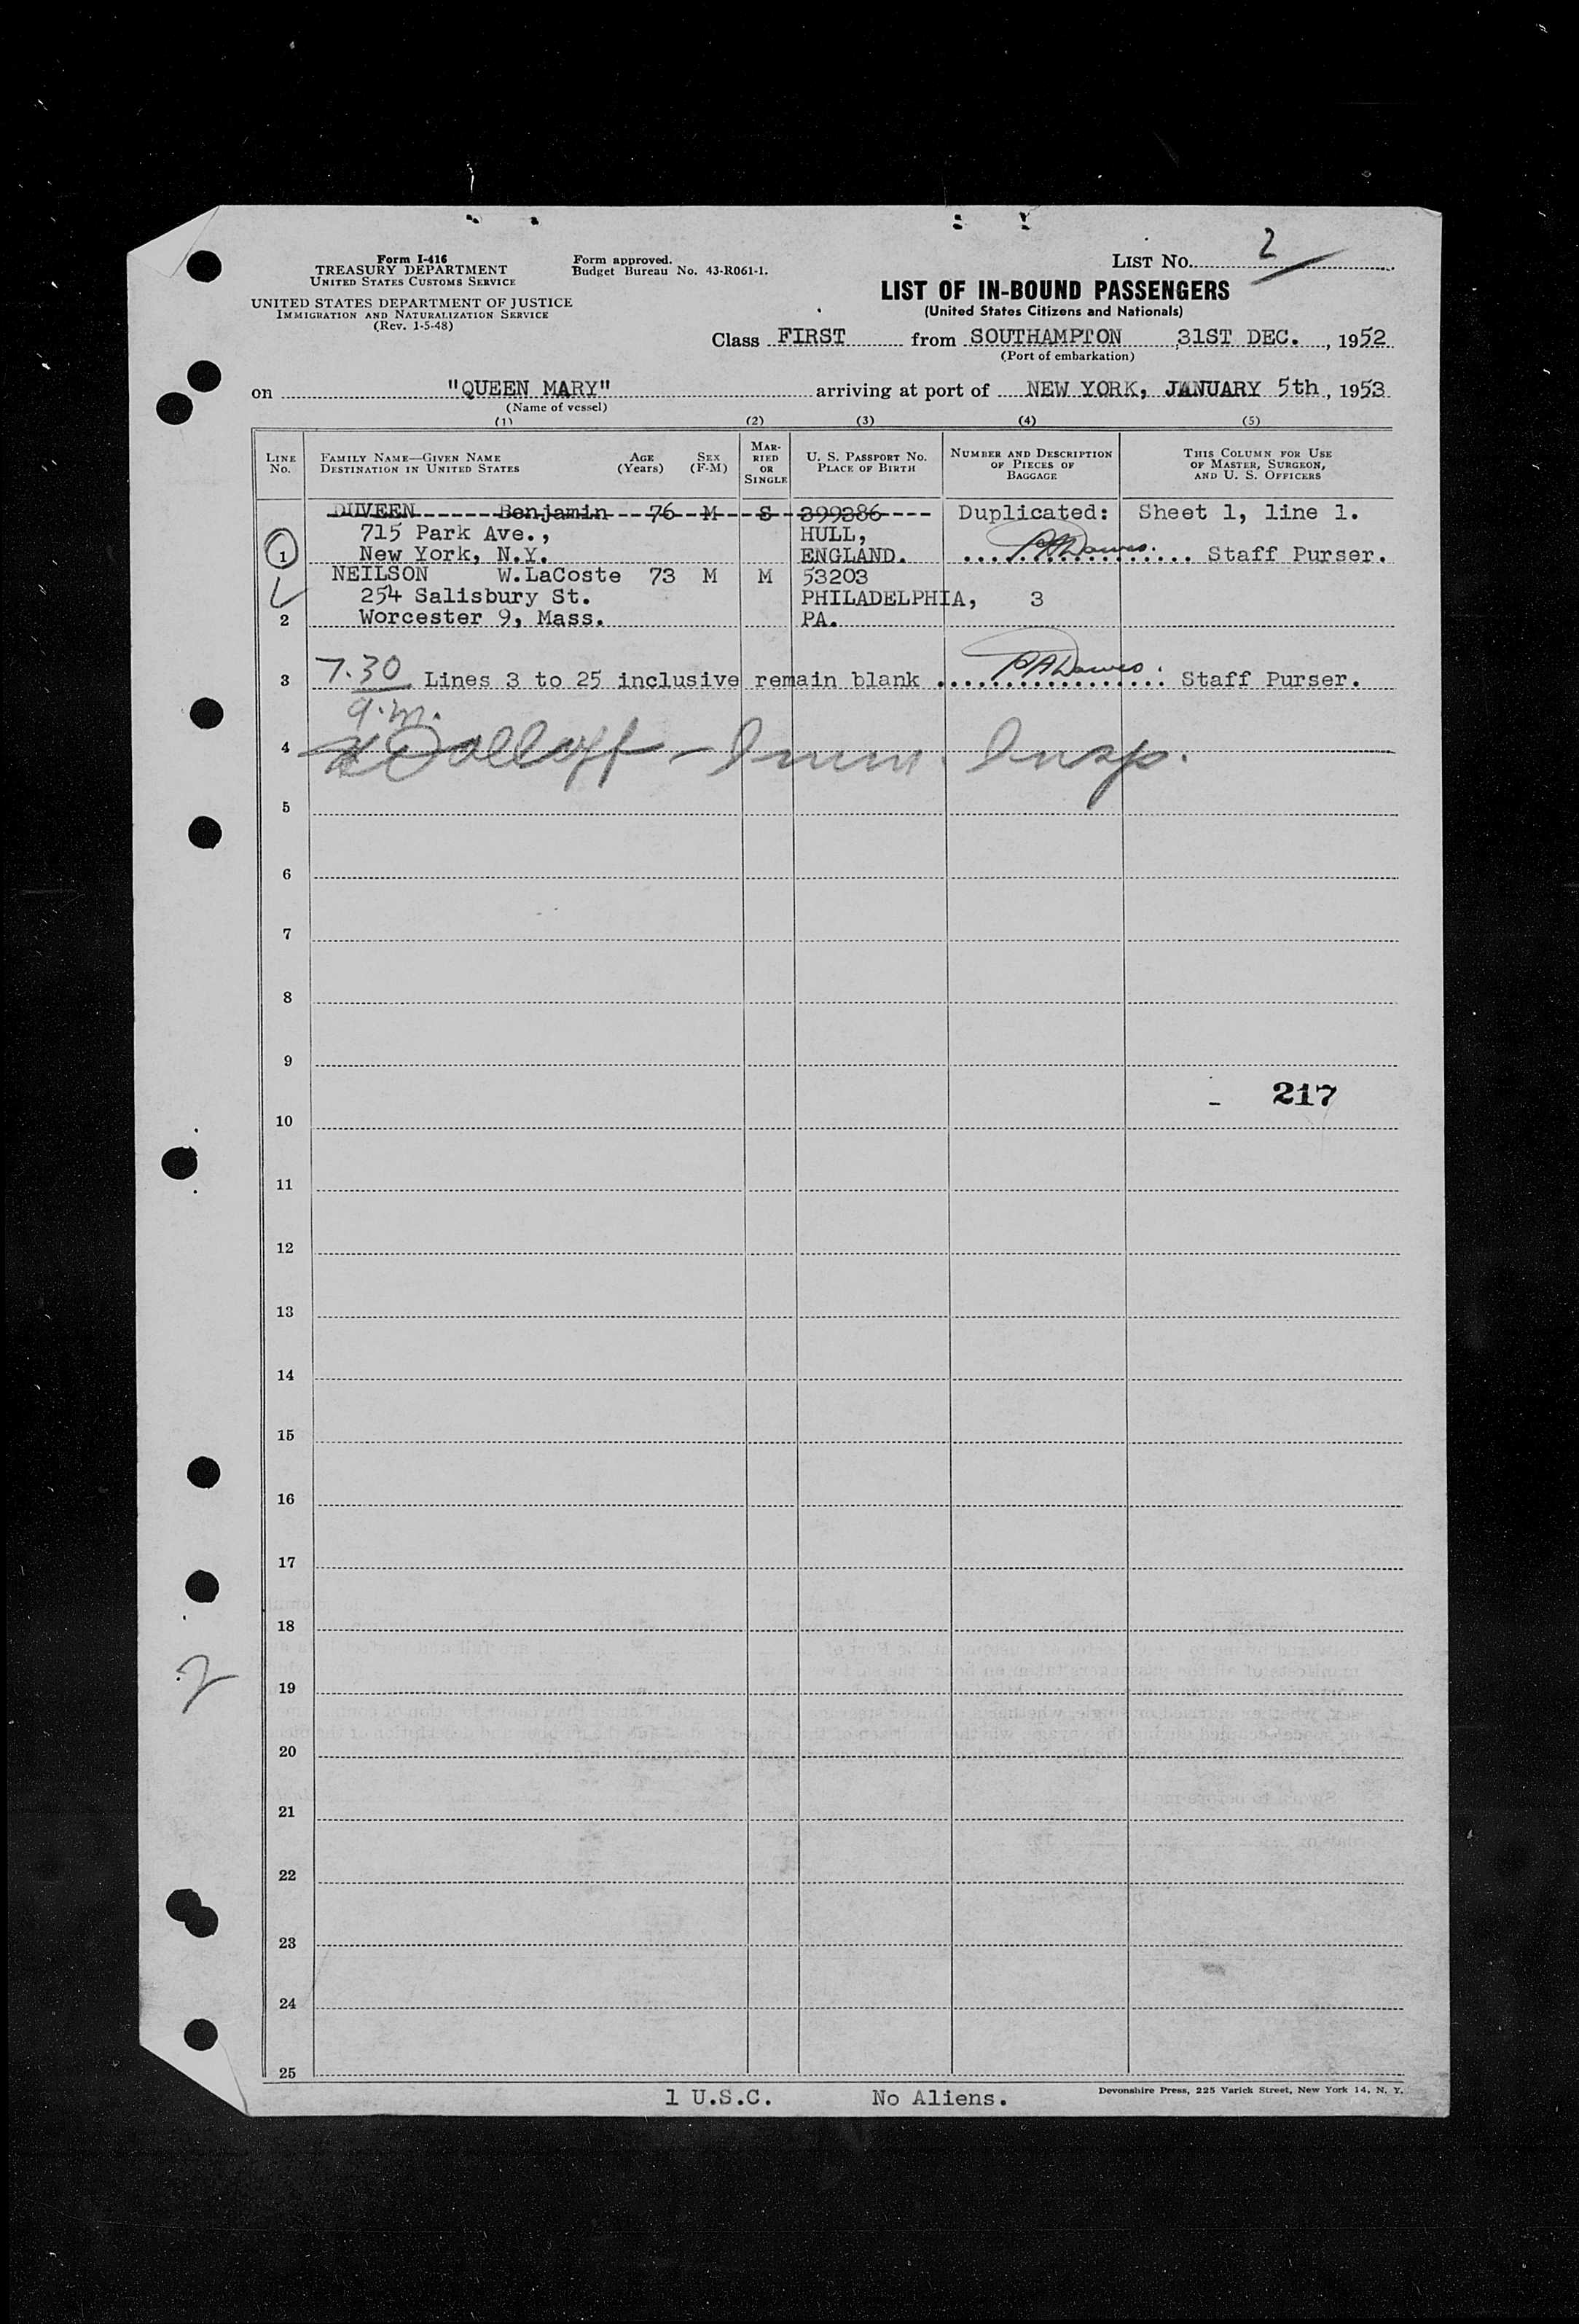 Form I-416
TREASURY DEPARTMENT
UNITED STATES CUSTOMS SERVICE
UNITED STATES DEPARTMENT OF JUSTICE
IMMIGRATION AND NATURALIZATION SERVICE
(Rev. 1-5-48)
Form approved.
Budget Bureau No. 43-R061-1.
LIST NO. 2
LIST OF IN-BOUND PASSENGERS
(United States Citizens and Nationals)
Class FIRST from SOUTHAMPTON 31ST DEC., 1952
(Port of embarkation)
on "QUEEN MARY" arriving at port of NEW YORK, JANUARY 5th, 1953
(Name of vessel)
(1) (2) (3) (4) (5)
LINE NO. FAMILY NAME—GIVEN NAME DESTINATION IN UNITED STATES AGE (Years) SEX (F-M) MARRIED OR SINGLE U. S. PASSPORT NO. PLACE OF BIRTH NUMBER AND DESCRIPTION OF PIECES OF BAGGAGE THIS COLUMN FOR USE OF MASTER, SURGEON, AND U. S. OFFICERS
DUVEEN Benjamin 76 M S 399386 Duplicated: Sheet 1, line 1.
715 Park Ave., HULL,
1 New York, N.Y. ENGLAND. Staff Purser.
NEILSON W.LaCoste 73 M M 53203
254 Salisbury St. PHILADELPHIA, 3
2 Worcester 9, Mass. PA.
3 7.30 Lines 3 to 25 inclusive remain blank Staff Purser.
a.m.
4 Imm. Insp.
5
6
7
8
9
217
10
11
12
13
14
15
16
17
18
2
19
20
21
22
23
24
25
1 U.S.C. No Aliens.
Devonshire Press, 225 Varick Street, New York 14, N. Y.